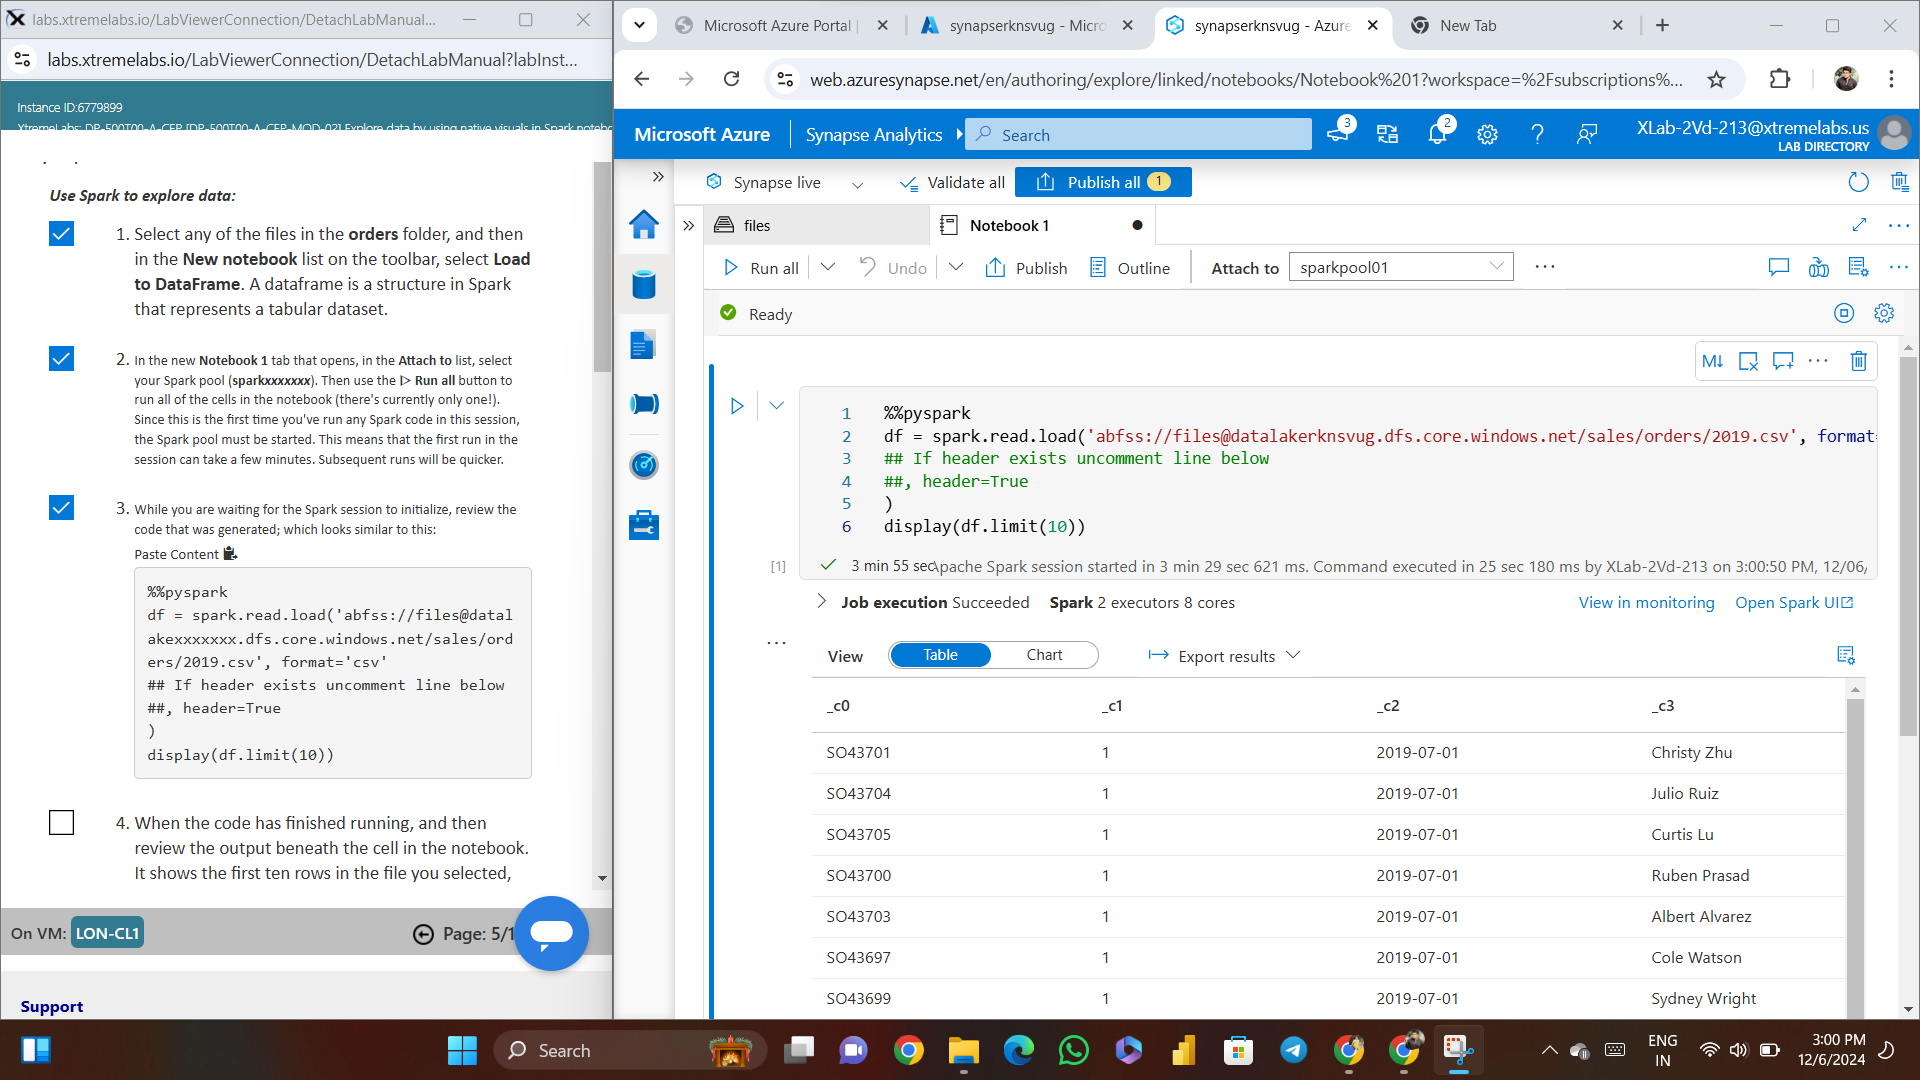 labs.xtremelabs.io/LabViewerConnection/DetachLabManual...
labs.xtremelabs.io/LabViewerConnection/DetachLabManual?labInst...
Instance ID:6779899
XtremeLabs: DP-500T00-A-CEP [DP-500T00-A-CEP-MOD-02] Explore data by using native visuals in Spark notebo
Use Spark to explore data:
1. Select any of the files in the orders folder, and then
in the New notebook list on the toolbar, select Load
to DataFrame. A dataframe is a structure in Spark
that represents a tabular dataset.
2. In the new Notebook 1 tab that opens, in the Attach to list, select
your Spark pool (sparkxxxxxxx). Then use the ▷ Run all button to
run all of the cells in the notebook (there's currently only one!).
Since this is the first time you've run any Spark code in this session,
the Spark pool must be started. This means that the first run in the
session can take a few minutes. Subsequent runs will be quicker.
3. While you are waiting for the Spark session to initialize, review the
code that was generated; which looks similar to this:
Paste Content
%%pyspark
df = spark.read.load('abfss://files@datal
akexxxxxxx.dfs.core.windows.net/sales/ord
ers/2019.csv', format='csv'
## If header exists uncomment line below
##, header=True
)
display(df.limit(10))
4. When the code has finished running, and then
review the output beneath the cell in the notebook.
It shows the first ten rows in the file you selected,
On VM: LON-CL1
Page: 5/1
Support
Microsoft Azure Portal |
synapserknsvug - Micro
synapserknsvug - Azure
New Tab
web.azuresynapse.net/en/authoring/explore/linked/notebooks/Notebook%201?workspace=%2Fsubscriptions%...
Microsoft Azure
Synapse Analytics
Search
3
2
XLab-2Vd-213@xtremelabs.us
LAB DIRECTORY
Synapse live
Validate all
Publish all 1
files
Notebook 1
Run all
Undo
Publish
Outline
Attach to
sparkpool01
Ready
M↓
1 %%pyspark
2 df = spark.read.load('abfss://files@datalakerknsvug.dfs.core.windows.net/sales/orders/2019.csv', format=
3 ## If header exists uncomment line below
4 ##, header=True
5 )
6 display(df.limit(10))
[1]
3 min 55 sec
Apache Spark session started in 3 min 29 sec 621 ms. Command executed in 25 sec 180 ms by XLab-2Vd-213 on 3:00:50 PM, 12/06/
Job execution Succeeded Spark 2 executors 8 cores
View in monitoring
Open Spark UI
View
Table
Chart
Export results
_c0 _c1 _c2 _c3
SO43701 1 2019-07-01 Christy Zhu
SO43704 1 2019-07-01 Julio Ruiz
SO43705 1 2019-07-01 Curtis Lu
SO43700 1 2019-07-01 Ruben Prasad
SO43703 1 2019-07-01 Albert Alvarez
SO43697 1 2019-07-01 Cole Watson
SO43699 1 2019-07-01 Sydney Wright
Search
ENG
IN
3:00 PM
12/6/2024